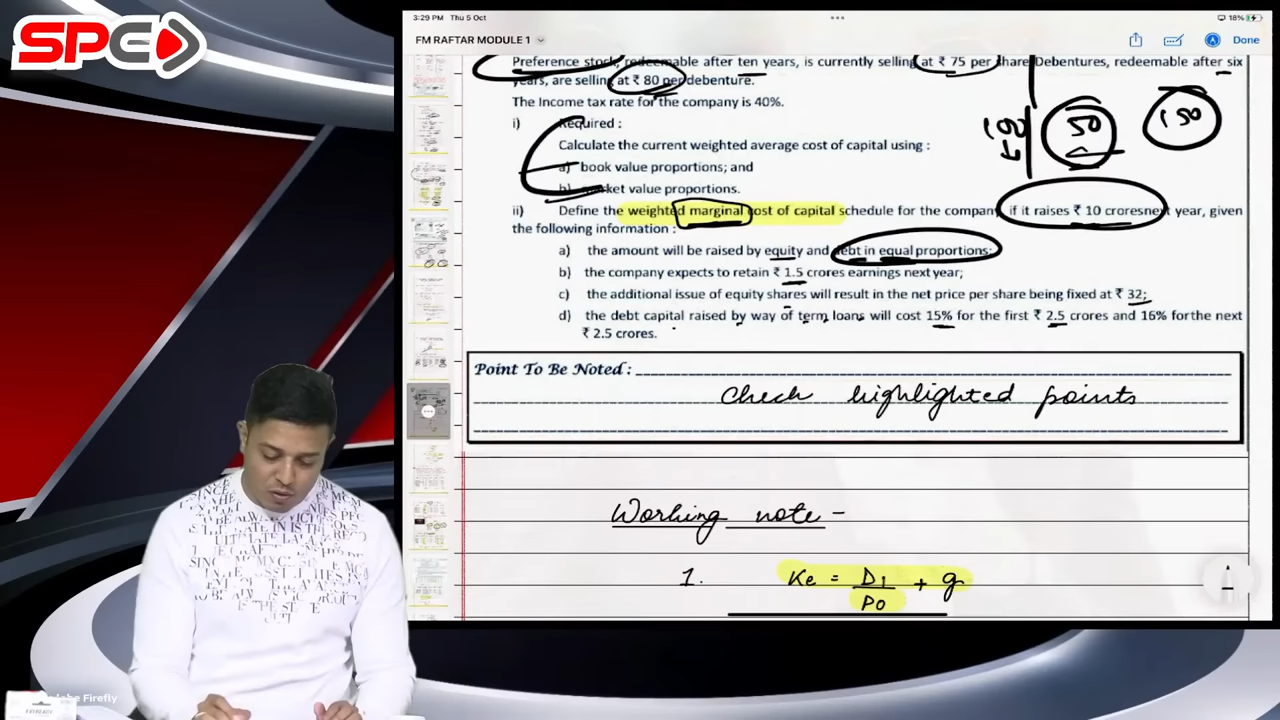 SPC
3:29 PM Thu 5 Oct
18%
FM RAFTAR MODULE 1
Done
Preference stock, redeemable after ten years, is currently selling at ₹ 75 per share Debentures, redeemable after six
years, are selling at ₹ 80 per debenture.
The Income tax rate for the company is 40%.
i) Required :
Calculate the current weighted average cost of capital using :
a) book value proportions; and
b) market value proportions.
ii) Define the weighted marginal cost of capital schedule for the company, if it raises ₹ 10 croresnext year, given
the following information :
a) the amount will be raised by equity and debt in equal proportions;
b) the company expects to retain ₹ 1.5 crores earnings next year;
c) the additional issue of equity shares will result in the net price per share being fixed at ₹ 32;
d) the debt capital raised by way of term loans will cost 15% for the first ₹ 2.5 crores and 16% for the next
₹ 2.5 crores.
50
150
Point To Be Noted :
Check highlighted points
Working note -
1. Ke = D1 / P0 + g
Firefly
EVEREADY